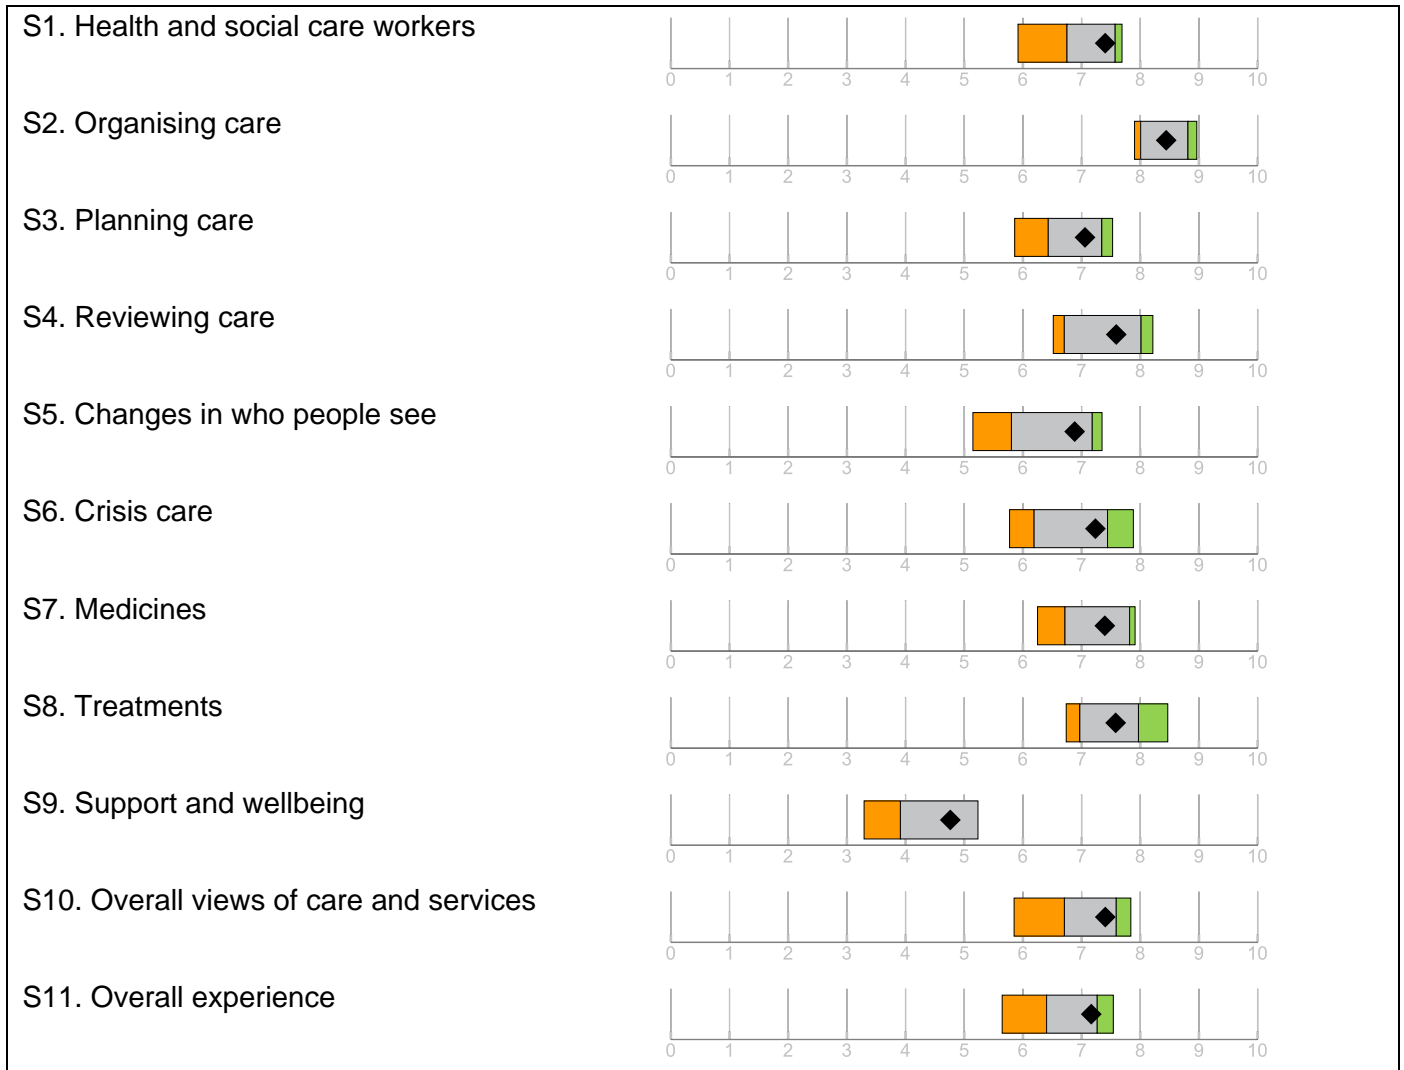 S1. Health and social care workers
0 1 2 3 4 5 6 7 8 9 10
S2. Organising care
0 1 2 3 4 5 6 7 8 9 10
S3. Planning care
0 1 2 3 4 5 6 7 8 9 10
S4. Reviewing care
0 1 2 3 4 5 6 7 8 9 10
S5. Changes in who people see
0 1 2 3 4 5 6 7 8 9 10
S6. Crisis care
0 1 2 3 4 5 6 7 8 9 10
S7. Medicines
0 1 2 3 4 5 6 7 8 9 10
S8. Treatments
0 1 2 3 4 5 6 7 8 9 10
S9. Support and wellbeing
0 1 2 3 4 5 6 7 8 9 10
S10. Overall views of care and services
0 1 2 3 4 5 6 7 8 9 10
S11. Overall experience
0 1 2 3 4 5 6 7 8 9 10